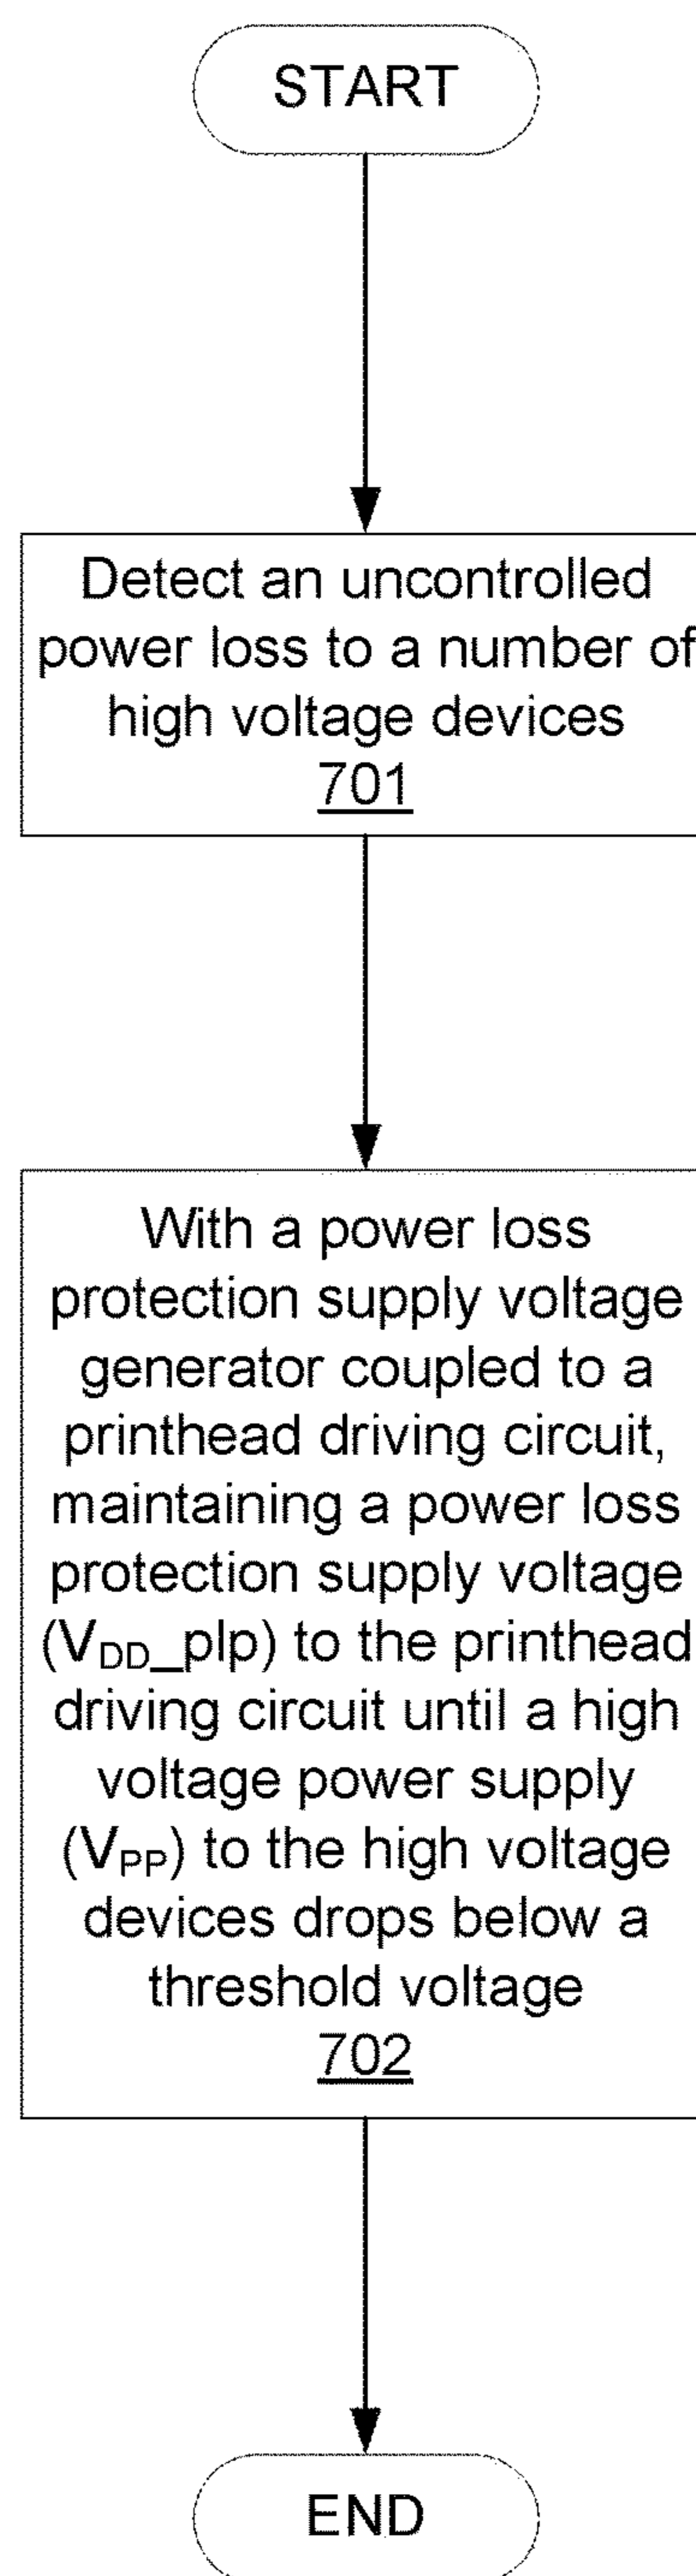 START
Detect an uncontrolled
power loss to a number of
high voltage devices
701
With a power loss
protection supply voltage
generator coupled to a
printhead driving circuit,
maintaining a power loss
protection supply voltage
(VDD_plp) to the printhead
driving circuit until a high
voltage power supply
(VPP) to the high voltage
devices drops below a
threshold voltage
702
END